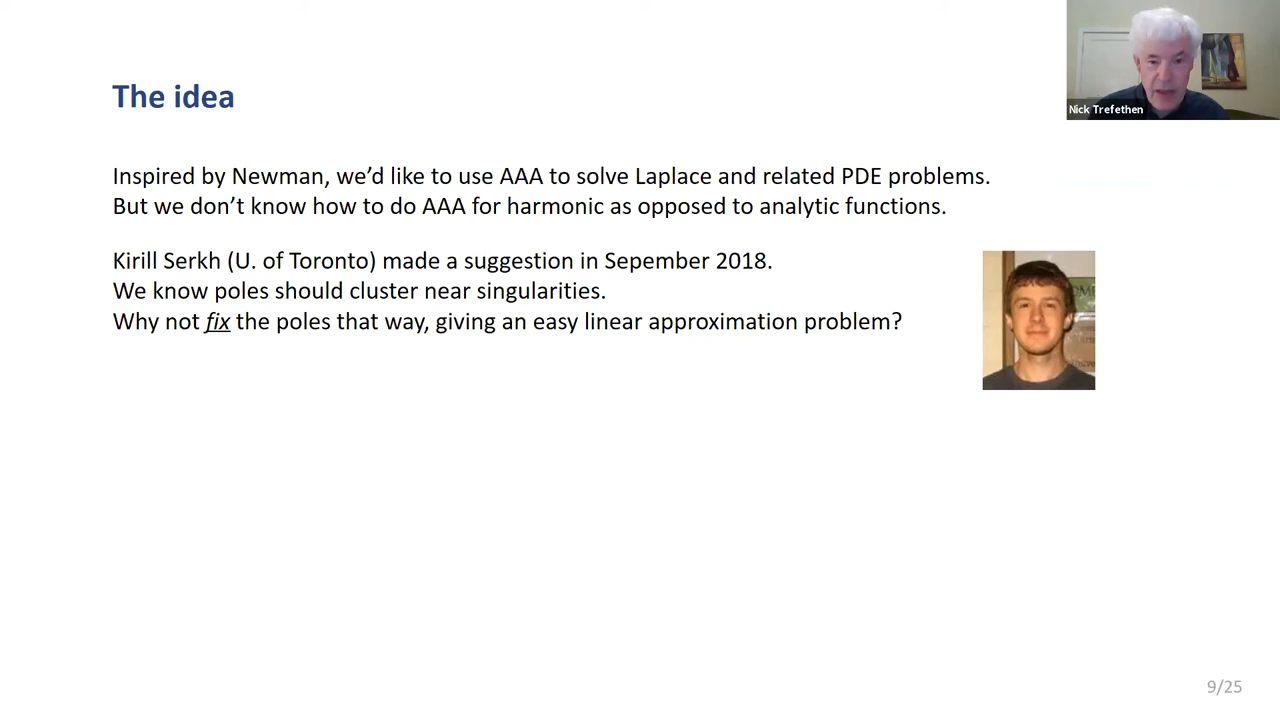 The idea
Nick Trefethen
Inspired by Newman, we’d like to use AAA to solve Laplace and related PDE problems.
But we don’t know how to do AAA for harmonic as opposed to analytic functions.
Kirill Serkh (U. of Toronto) made a suggestion in Sepember 2018.
We know poles should cluster near singularities.
Why not fix the poles that way, giving an easy linear approximation problem?
9/25